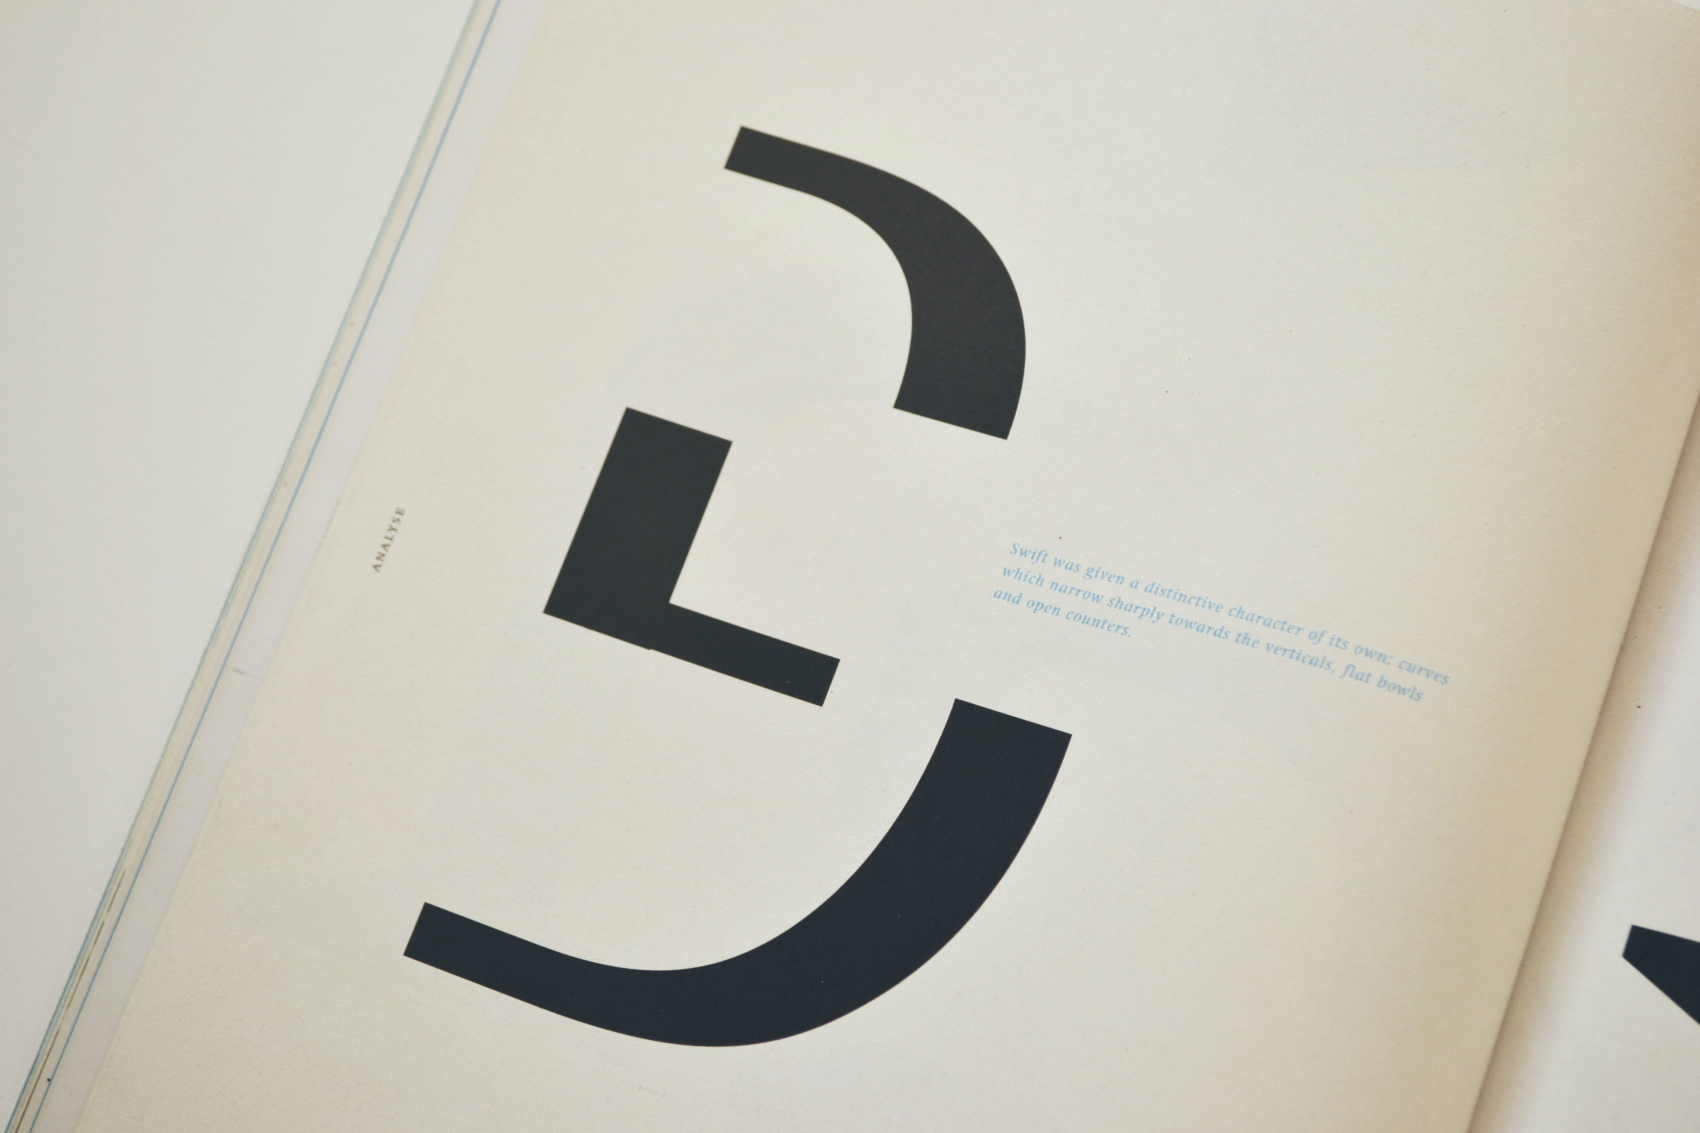 ANALYSE
Swift was given a distinctive character of its own: curves
which narrow sharply towards the verticals, flat bowls
and open counters.